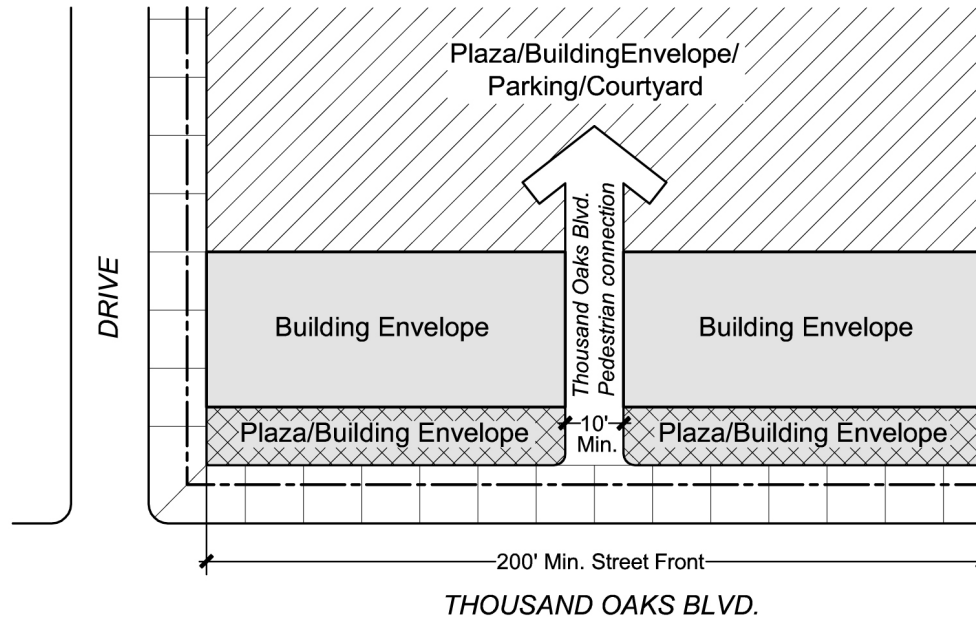 Plaza/BuildingEnvelope/
Parking/Courtyard
Thousand Oaks Blvd.
Pedestrian connection
DRIVE
Building Envelope
Building Envelope
Plaza/Building Envelope
10'
Min.
Plaza/Building Envelope
200' Min. Street Front
THOUSAND OAKS BLVD.